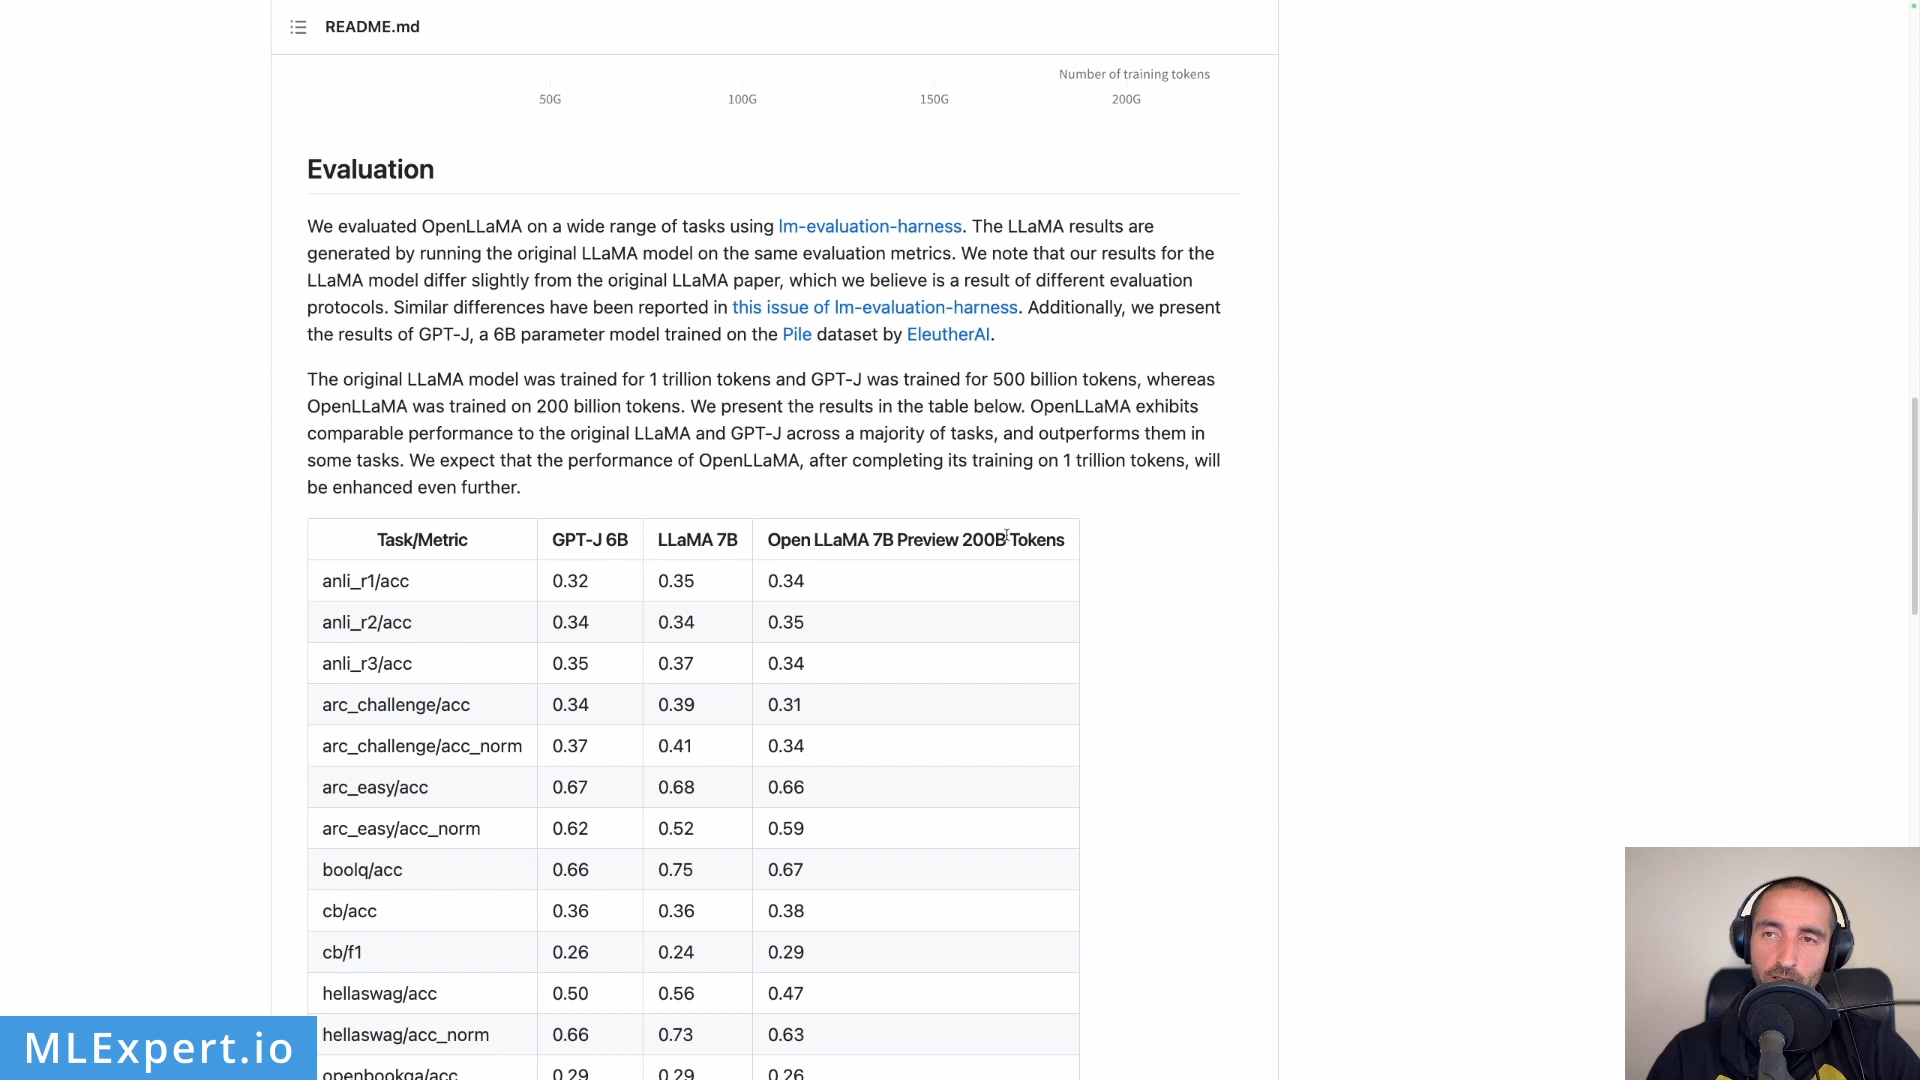 README.md
Number of training tokens
50G 100G 150G 200G
Evaluation
We evaluated OpenLLaMA on a wide range of tasks using lm-evaluation-harness. The LLaMA results are
generated by running the original LLaMA model on the same evaluation metrics. We note that our results for the
LLaMA model differ slightly from the original LLaMA paper, which we believe is a result of different evaluation
protocols. Similar differences have been reported in this issue of lm-evaluation-harness. Additionally, we present
the results of GPT-J, a 6B parameter model trained on the Pile dataset by EleutherAI.
The original LLaMA model was trained for 1 trillion tokens and GPT-J was trained for 500 billion tokens, whereas
OpenLLaMA was trained on 200 billion tokens. We present the results in the table below. OpenLLaMA exhibits
comparable performance to the original LLaMA and GPT-J across a majority of tasks, and outperforms them in
some tasks. We expect that the performance of OpenLLaMA, after completing its training on 1 trillion tokens, will
be enhanced even further.
Task/Metric GPT-J 6B LLaMA 7B Open LLaMA 7B Preview 200B Tokens
anli_r1/acc 0.32 0.35 0.34
anli_r2/acc 0.34 0.34 0.35
anli_r3/acc 0.35 0.37 0.34
arc_challenge/acc 0.34 0.39 0.31
arc_challenge/acc_norm 0.37 0.41 0.34
arc_easy/acc 0.67 0.68 0.66
arc_easy/acc_norm 0.62 0.52 0.59
boolq/acc 0.66 0.75 0.67
cb/acc 0.36 0.36 0.38
cb/f1 0.26 0.24 0.29
hellaswag/acc 0.50 0.56 0.47
hellaswag/acc_norm 0.66 0.73 0.63
openbookqa/acc 0.29 0.29 0.26
MLExpert.io